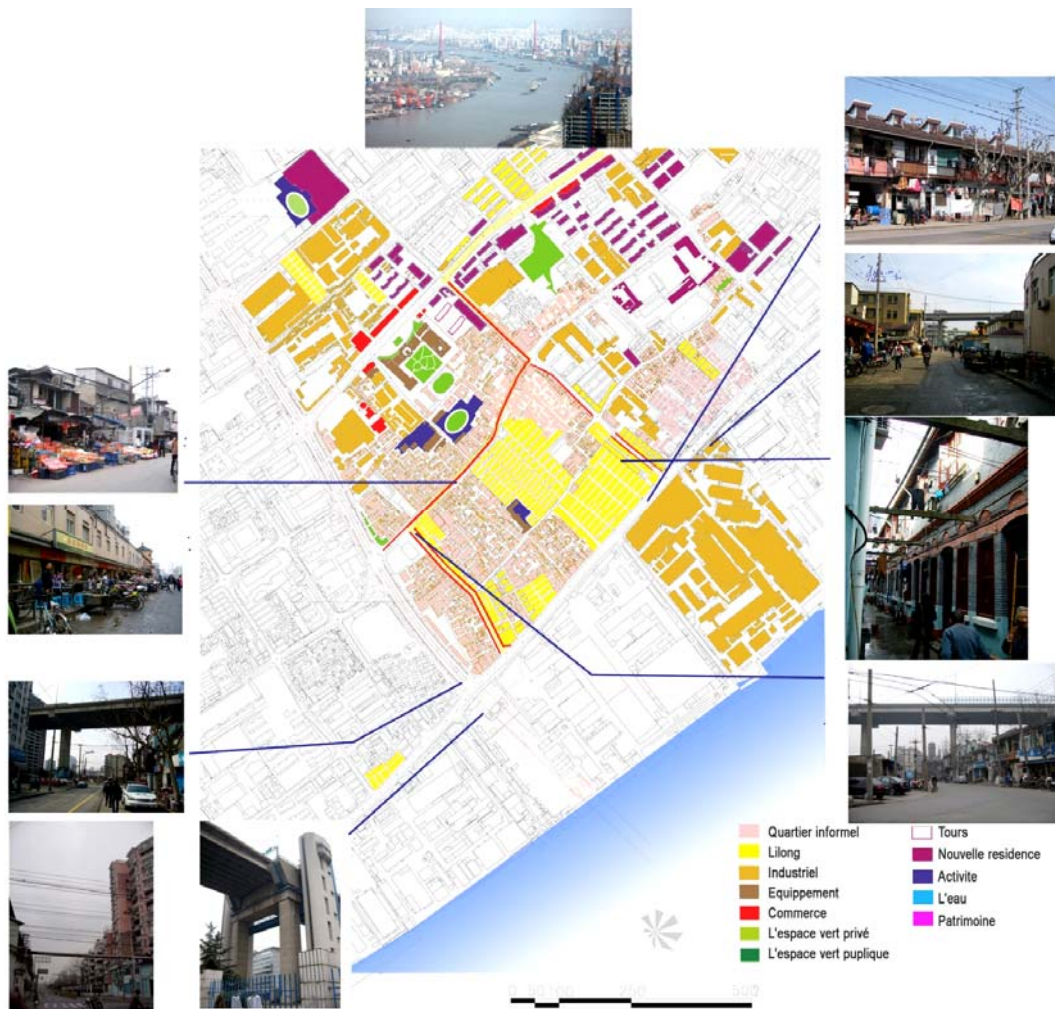 Quartier informel
Lilong
Industriel
Equippement
Commerce
L'espace vert privé
L'espace vert puplique
Tours
Nouvelle residence
Activite
L'eau
Patrimoine
0 50 100 250 500